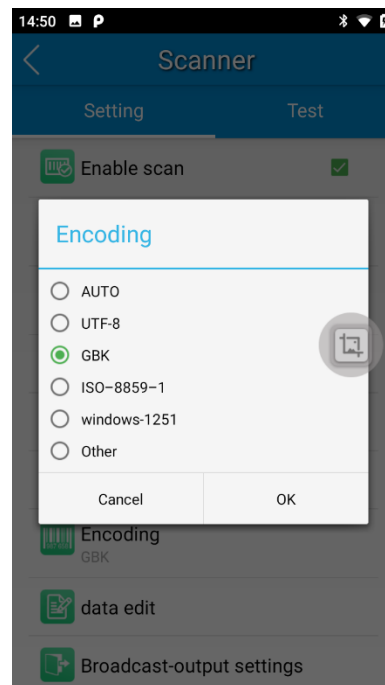 14:50
Scanner
Setting Test
Enable scan
Encoding
AUTO
UTF-8
GBK
ISO-8859-1
windows-1251
Other
Cancel OK
Encoding
GBK
data edit
Broadcast-output settings